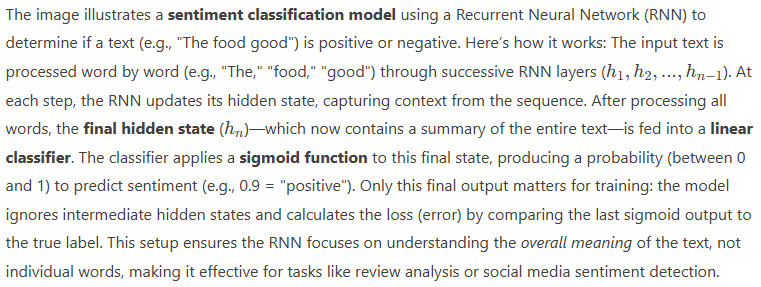 The image illustrates a sentiment classification model using a Recurrent Neural Network (RNN) to
determine if a text (e.g., "The food good") is positive or negative. Here's how it works: The input text is
processed word by word (e.g., "The," "food," "good") through successive RNN layers (h₁, h₂, ..., hₙ₋₁). At
each step, the RNN updates its hidden state, capturing context from the sequence. After processing all
words, the final hidden state (hₙ)—which now contains a summary of the entire text—is fed into a linear
classifier. The classifier applies a sigmoid function to this final state, producing a probability (between 0
and 1) to predict sentiment (e.g., 0.9 = "positive"). Only this final output matters for training: the model
ignores intermediate hidden states and calculates the loss (error) by comparing the last sigmoid output to
the true label. This setup ensures the RNN focuses on understanding the overall meaning of the text, not
individual words, making it effective for tasks like review analysis or social media sentiment detection.